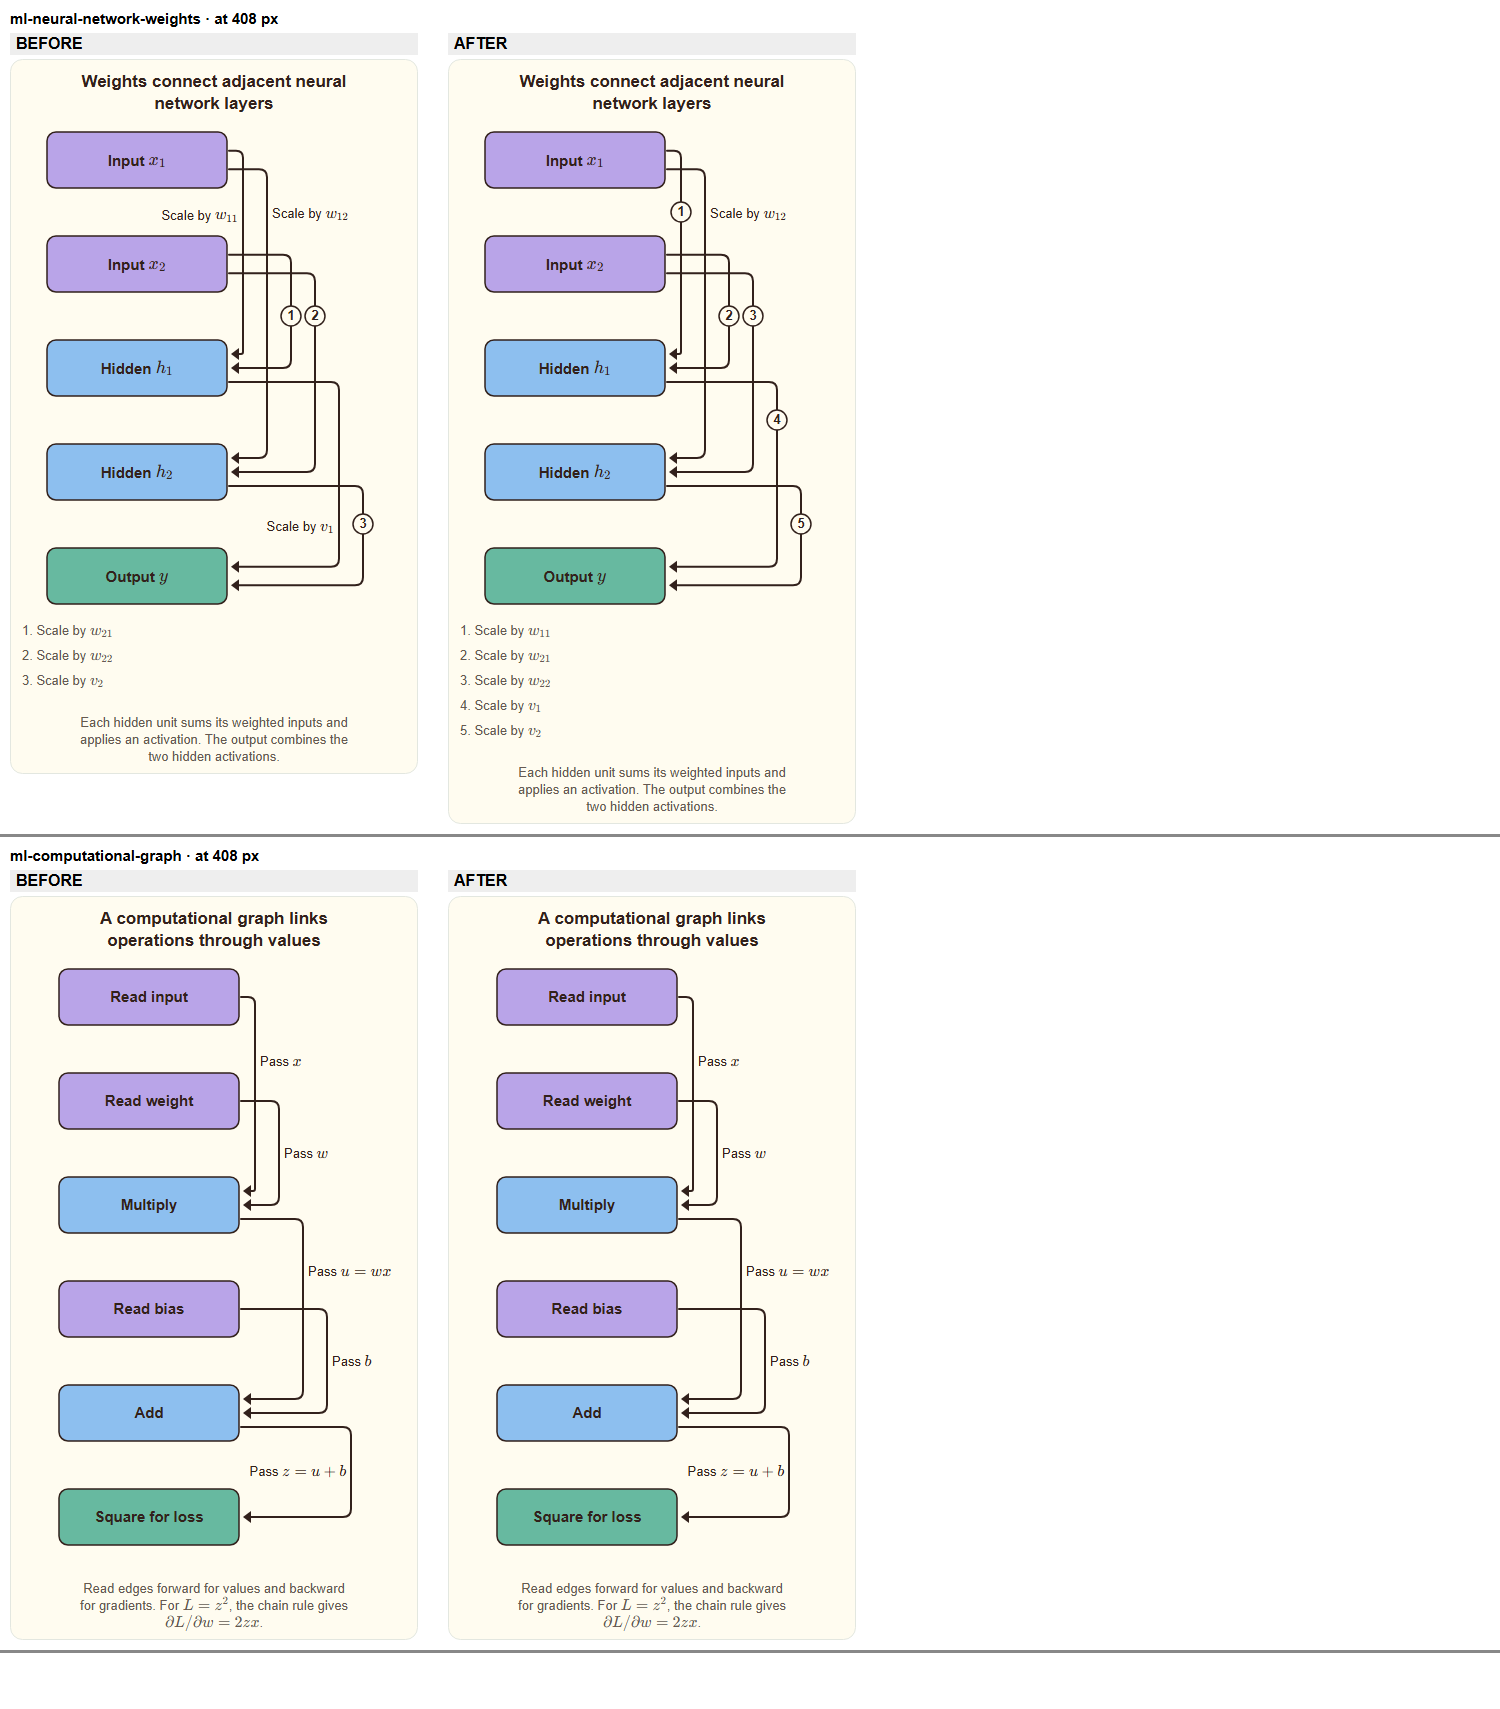 ml-neural-network-weights · at 408 px
BEFORE
Weights connect adjacent neural
network layers
Input x₁
Scale by w₁₁
Scale by w₁₂
Input x₂
1
2
Hidden h₁
Hidden h₂
Scale by v₁
3
Output y
1. Scale by w₂₁
2. Scale by w₂₂
3. Scale by v₂
Each hidden unit sums its weighted inputs and
applies an activation. The output combines the
two hidden activations.
AFTER
Weights connect adjacent neural
network layers
Input x₁
1
Scale by w₁₂
Input x₂
2
3
Hidden h₁
4
Hidden h₂
5
Output y
1. Scale by w₁₁
2. Scale by w₂₁
3. Scale by w₂₂
4. Scale by v₁
5. Scale by v₂
Each hidden unit sums its weighted inputs and
applies an activation. The output combines the
two hidden activations.
ml-computational-graph · at 408 px
BEFORE
A computational graph links
operations through values
Read input
Pass x
Read weight
Pass w
Multiply
Pass u = wx
Read bias
Pass b
Add
Pass z = u + b
Square for loss
Read edges forward for values and backward
for gradients. For L = z², the chain rule gives
∂L/∂w = 2zx.
AFTER
A computational graph links
operations through values
Read input
Pass x
Read weight
Pass w
Multiply
Pass u = wx
Read bias
Pass b
Add
Pass z = u + b
Square for loss
Read edges forward for values and backward
for gradients. For L = z², the chain rule gives
∂L/∂w = 2zx.